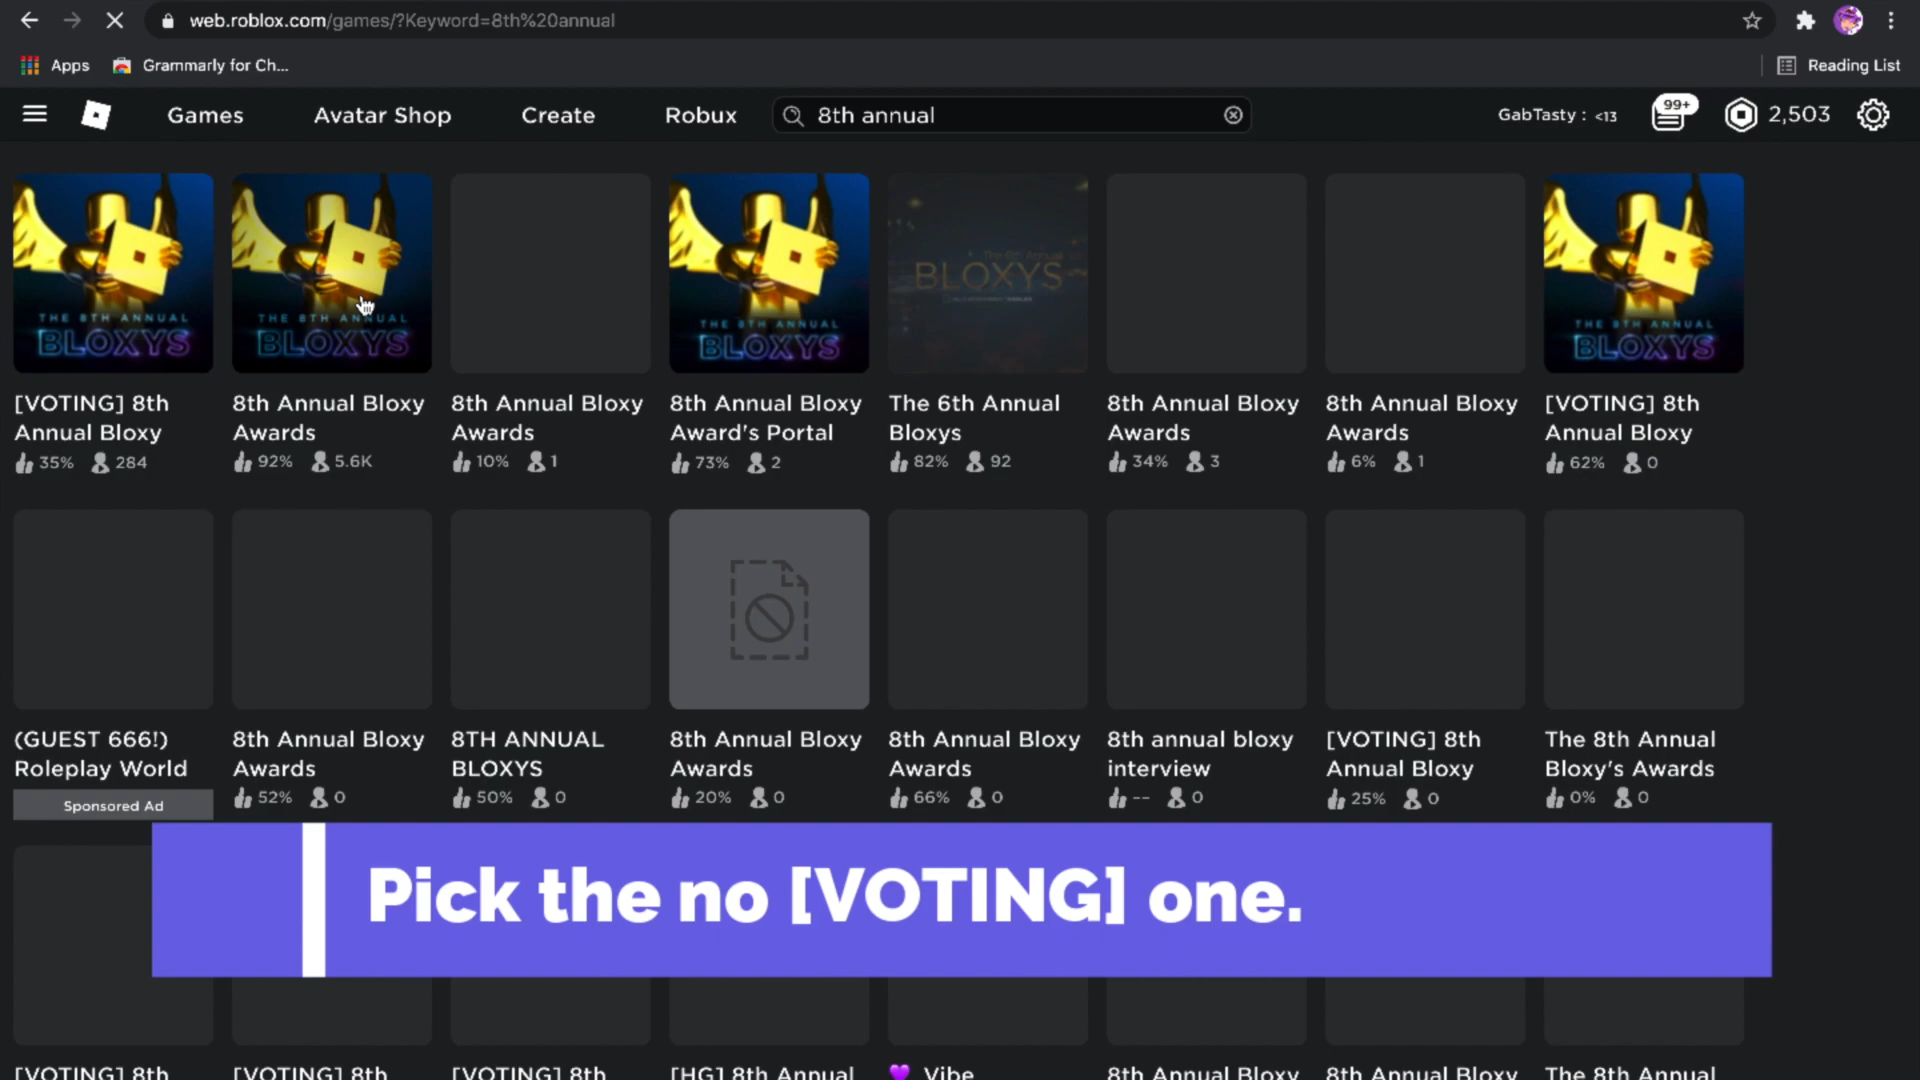 web.roblox.com/games/?Keyword=8th%20annual
Apps Grammarly for Ch... Reading List
Games Avatar Shop Create Robux 8th annual GabTasty : <13 99+ 2,503
THE 8TH ANNUAL BLOXYS
THE 8TH ANNUAL BLOXYS
THE 8TH ANNUAL BLOXYS
The 6th Annual BLOXYS
THE 8TH ANNUAL BLOXYS
[VOTING] 8th Annual Bloxy
35% 284
8th Annual Bloxy Awards
92% 5.6K
8th Annual Bloxy Awards
10% 1
8th Annual Bloxy Award's Portal
73% 2
The 6th Annual Bloxys
82% 92
8th Annual Bloxy Awards
34% 3
8th Annual Bloxy Awards
6% 1
[VOTING] 8th Annual Bloxy
62% 0
(GUEST 666!) Roleplay World
Sponsored Ad
8th Annual Bloxy Awards
52% 0
8TH ANNUAL BLOXYS
50% 0
8th Annual Bloxy Awards
20% 0
8th Annual Bloxy Awards
66% 0
8th annual bloxy interview
-- 0
[VOTING] 8th Annual Bloxy
25% 0
The 8th Annual Bloxy's Awards
0% 0
Pick the no [VOTING] one.
[VOTING] 8th
[VOTING] 8th
[VOTING] 8th
[HG] 8th Annual
💜 Vibe
8th Annual Bloxy
8th Annual Bloxy
The 8th Annual